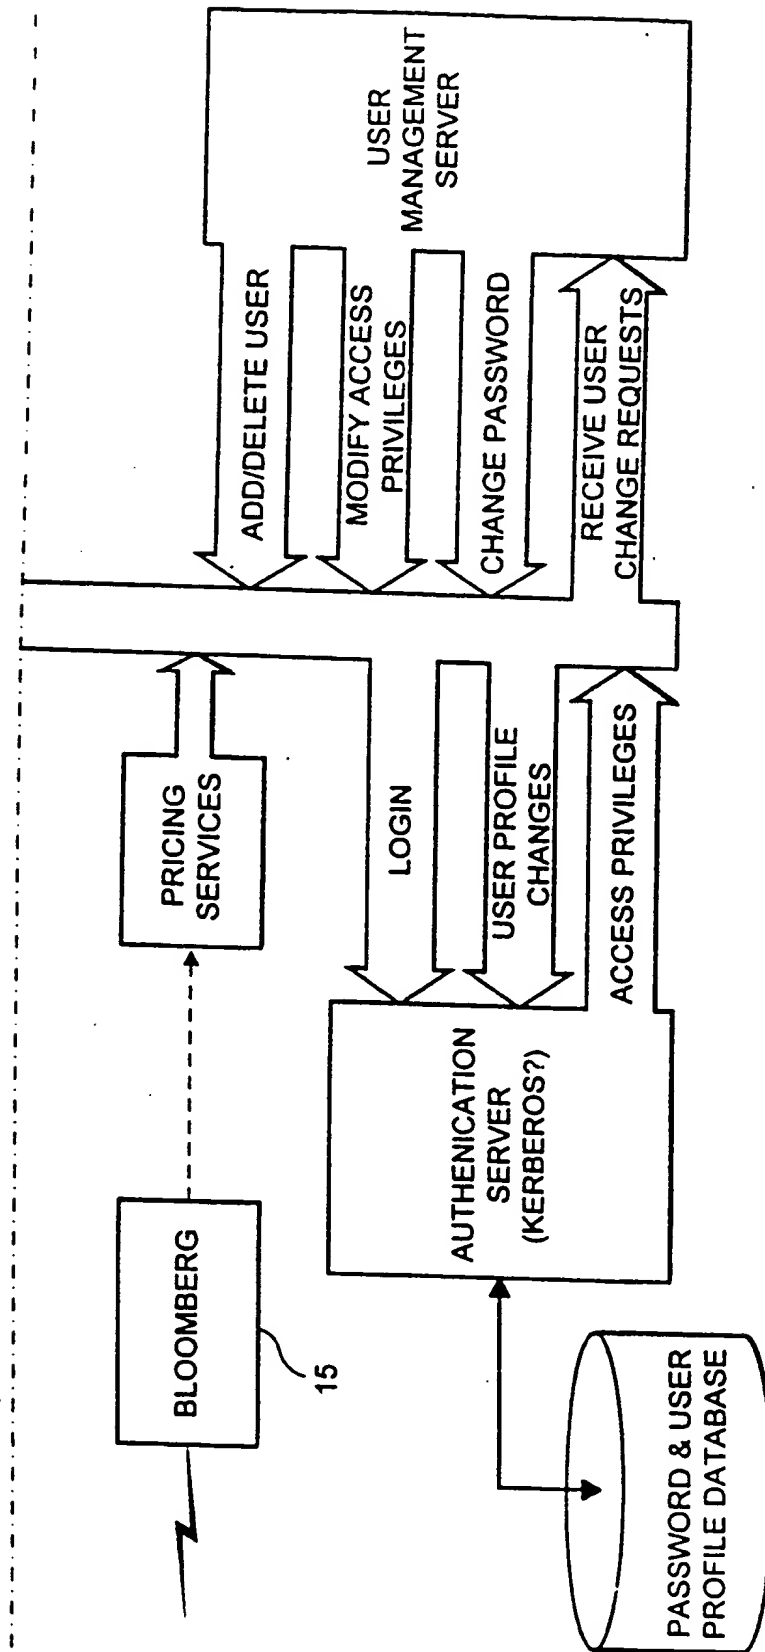 BLOOMBERG
15
PRICING
SERVICES
PASSWORD & USER
PROFILE DATABASE
AUTHENICATION
SERVER
(KERBEROS?)
LOGIN
USER PROFILE
CHANGES
ACCESS PRIVILEGES
ADD/DELETE USER
MODIFY ACCESS
PRIVILEGES
CHANGE PASSWORD
RECEIVE USER
CHANGE REQUESTS
USER
MANAGEMENT
SERVER